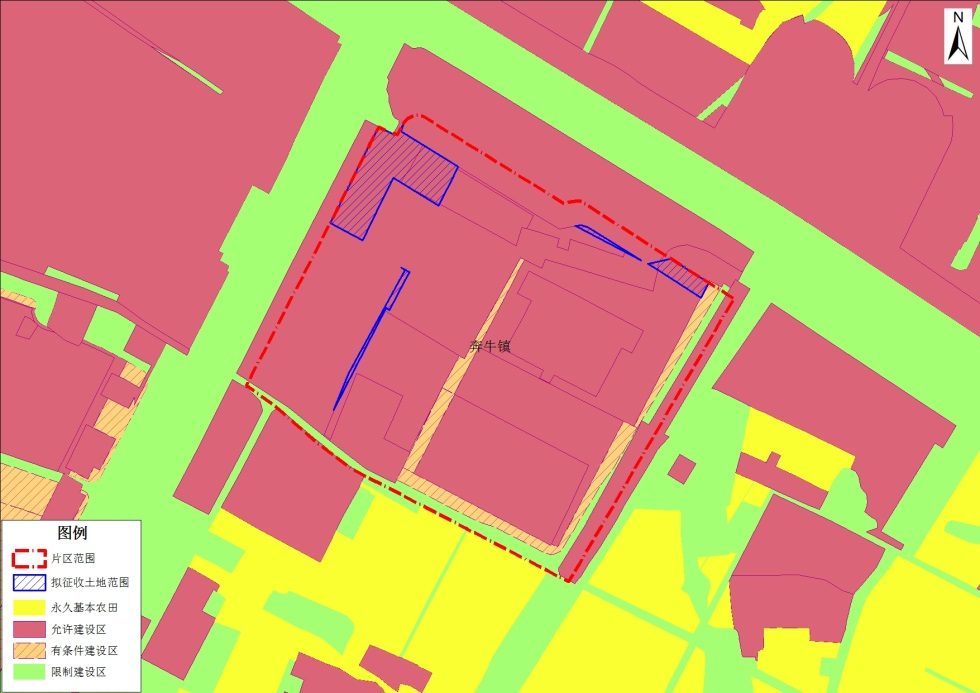 N
奔牛镇
图例
片区范围
拟征收土地范围
永久基本农田
允许建设区
有条件建设区
限制建设区